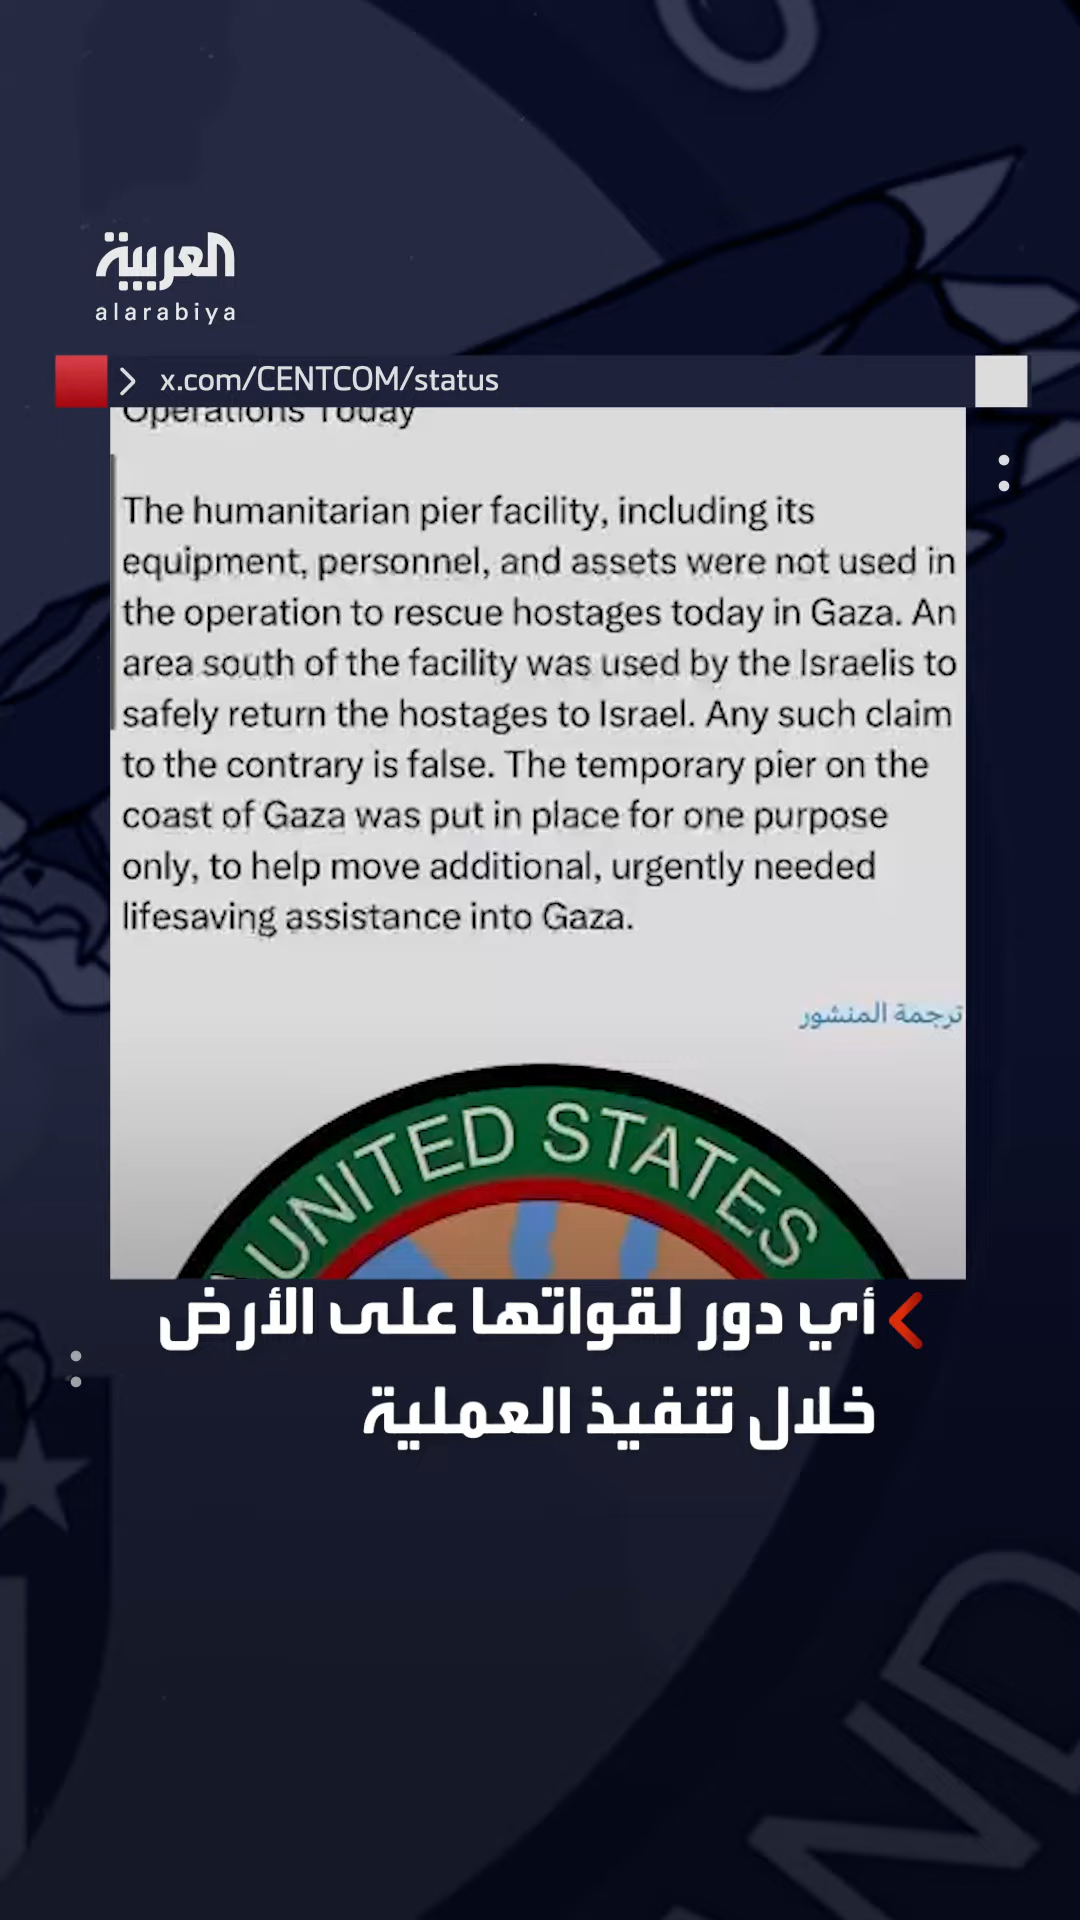 العربية
alarabiya
x.com/CENTCOM/status
Operations Today
The humanitarian pier facility, including its
equipment, personnel, and assets were not used in
the operation to rescue hostages today in Gaza. An
area south of the facility was used by the Israelis to
safely return the hostages to Israel. Any such claim
to the contrary is false. The temporary pier on the
coast of Gaza was put in place for one purpose
only, to help move additional, urgently needed
lifesaving assistance into Gaza.
ترجمة المنشور
UNITED STATES
أي دور لقواتها على الأرض
خلال تنفيذ العملية